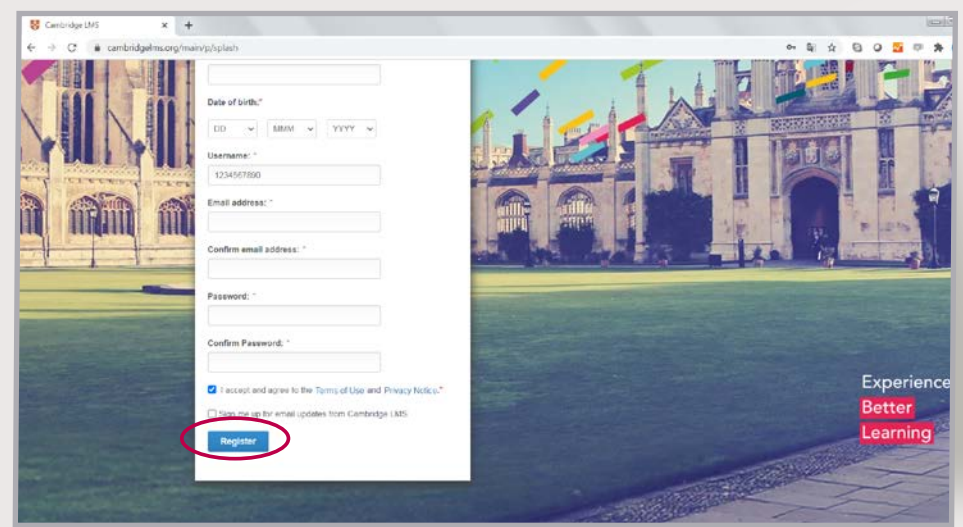 Cambridge LMS
cambridgelms.org/main/p/splash
Date of birth:*
DD MMM YYYY
Username: *
1234567890
Email address: *
Confirm email address: *
Password: *
Confirm Password: *
I accept and agree to the Terms of Use and Privacy Notice.*
Sign me up for email updates from Cambridge LMS
Register
Experience
Better
Learning